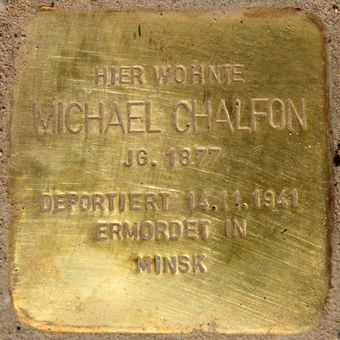 HIER WOHNTE
MICHAEL CHALFON
JG. 1877
DEPORTIERT 14.11.1941
ERMORDET IN
MINSK